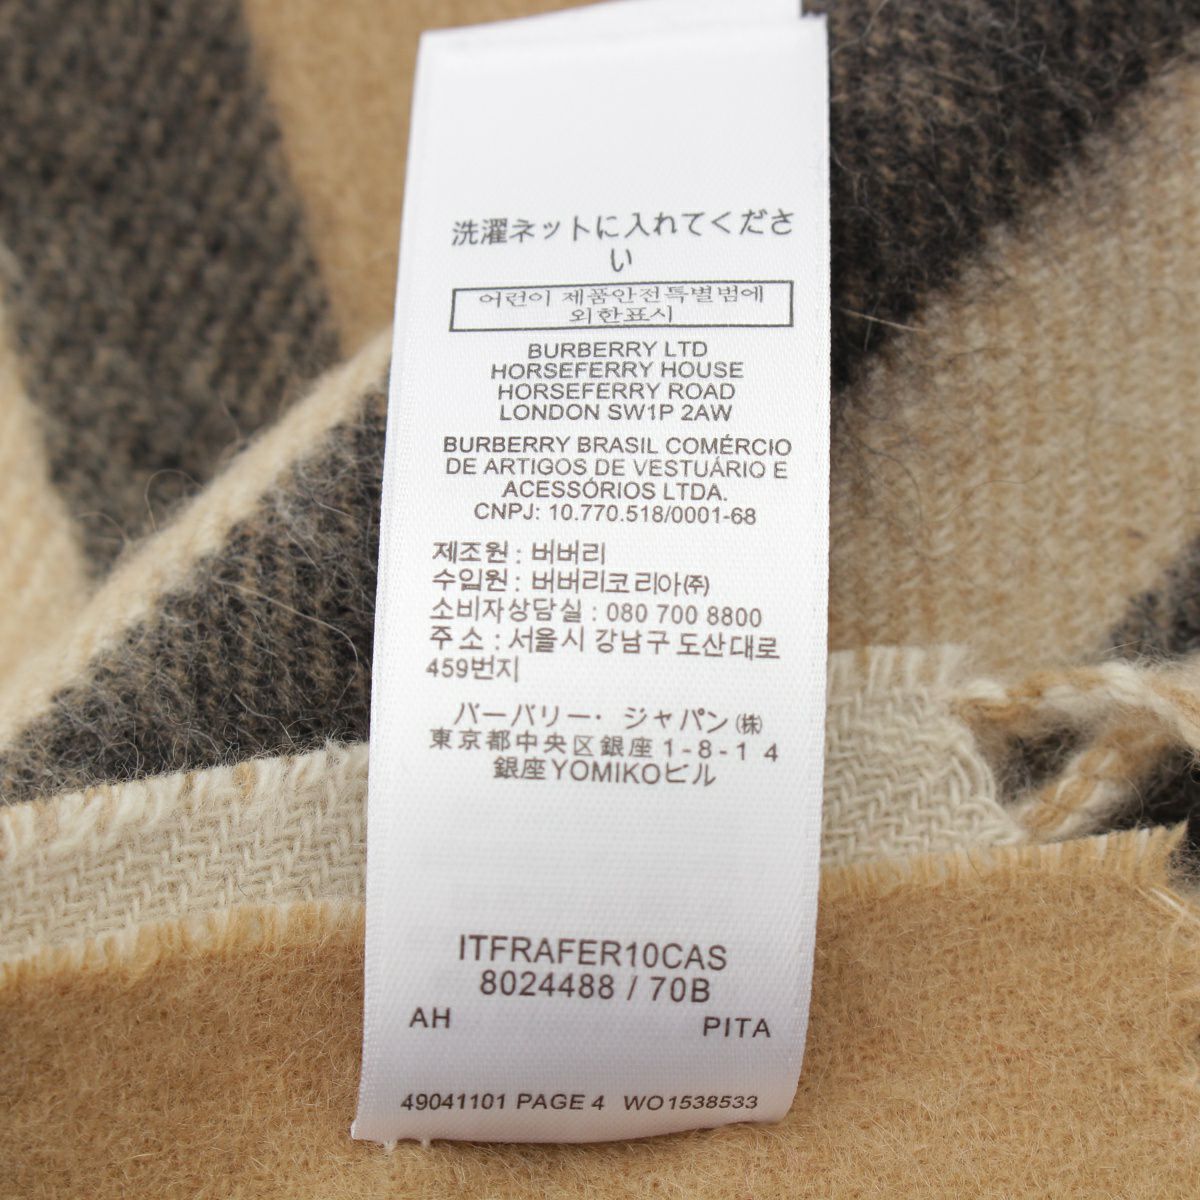 洗濯ネットに入れてくださ
い
어린이 제품안전특별법에
의한표시
BURBERRY LTD
HORSEFERRY HOUSE
HORSEFERRY ROAD
LONDON SW1P 2AW
BURBERRY BRASIL COMÉRCIO
DE ARTIGOS DE VESTUÁRIO E
ACESSÓRIOS LTDA.
CNPJ: 10.770.518/0001-68
제조원 : 버버리
수입원 : 버버리코리아(주)
소비자상담실 : 080 700 8800
주 소 : 서울시 강남구 도산대로
459번지
バーバリー・ジャパン(株)
東京都中央区銀座1-8-14
銀座YOMIKOビル
ITFRAFER10CAS
8024488 / 70B
AH PITA
49041101 PAGE 4 WO1538533